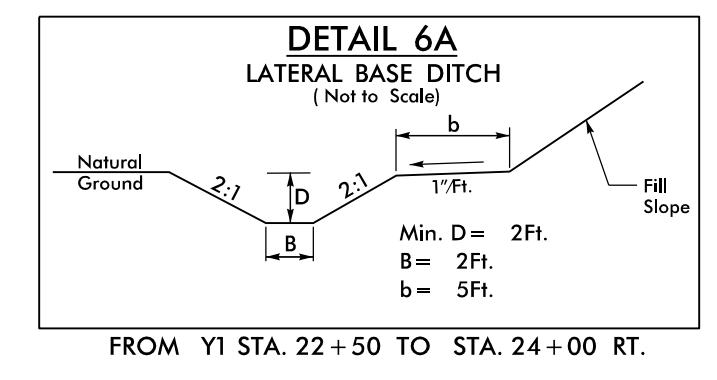 DETAIL 6A
LATERAL BASE DITCH
( Not to Scale)
b
Natural
Ground
2:1
D
2:1
1"/Ft.
Fill
Slope
B
Min. D = 2Ft.
B = 2Ft.
b = 5Ft.
FROM Y1 STA. 22+50 TO STA. 24+00 RT.